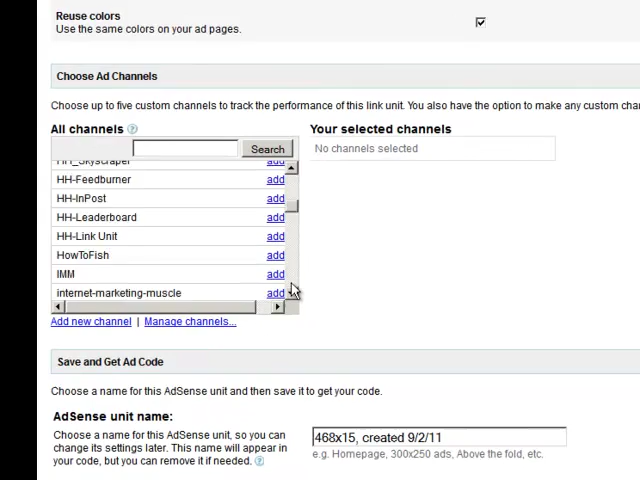 Reuse colors
Use the same colors on your ad pages.
Choose Ad Channels
Choose up to five custom channels to track the performance of this link unit. You also have the option to make any custom
All channels
Your selected channels
Search
No channels selected
HH_Skyscraper add
HH-Feedburner add
HH-InPost add
HH-Leaderboard add
HH-Link Unit add
HowToFish add
IMM add
internet-marketing-muscle add
Add new channel | Manage channels...
Save and Get Ad Code
Choose a name for this AdSense unit and then save it to get your code.
AdSense unit name:
Choose a name for this AdSense unit, so you can
change its settings later. This name will appear in
your code, but you can remove it if needed.
468x15, created 9/2/11
e.g. Homepage, 300x250 ads, Above the fold, etc.